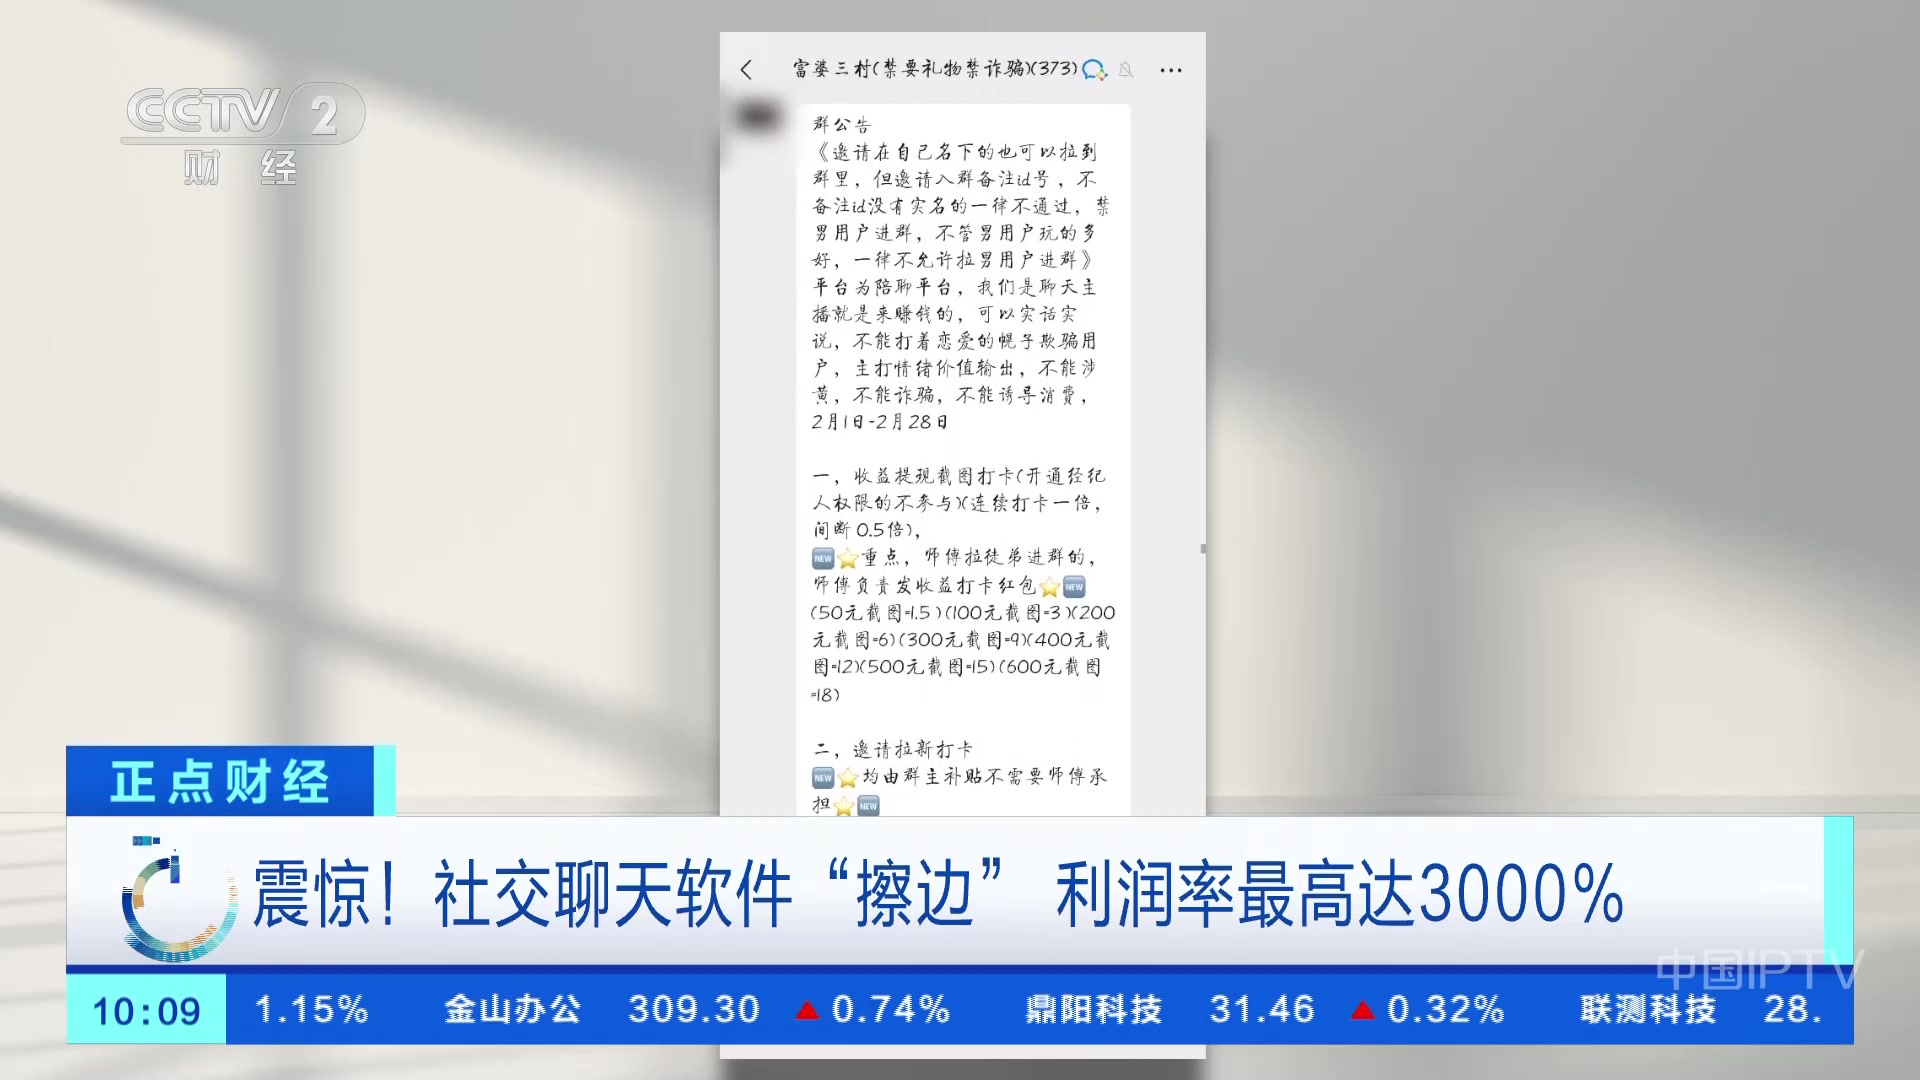 富婆三村(禁要礼物禁诈骗)(373)
CCTV 2
财 经
群公告
《邀请在自己名下的也可以拉到
群里，但邀请入群备注id号，不
备注id没有实名的一律不通过，禁
男用户进群，不管男用户玩的多
好，一律不允许拉男用户进群》
平台为陪聊平台，我们是聊天主
播就是来赚钱的，可以实话实
说，不能打着恋爱的幌子欺骗用
户，主打情绪价值输出，不能涉
黄，不能诈骗，不能诱导消费，
2月1日-2月28日
一，收益提现截图打卡(开通经纪
人权限的不参与)(连续打卡一倍，
间断0.5倍)，
NEW⭐重点，师傅拉徒弟进群的，
师傅负责发收益打卡红包⭐NEW
(50元截图=1.5)(100元截图=3)(200
元截图=6)(300元截图=9)(400元截
图=12)(500元截图=15)(600元截图
=18)
二，邀请拉新打卡
NEW⭐均由群主补贴不需要师傅承
担⭐NEW
正点财经
震惊！社交聊天软件“擦边” 利润率最高达3000%
中国IPTV
10:09 1.15% 金山办公 309.30 ▲ 0.74% 鼎阳科技 31.46 ▲ 0.32% 联测科技 28.